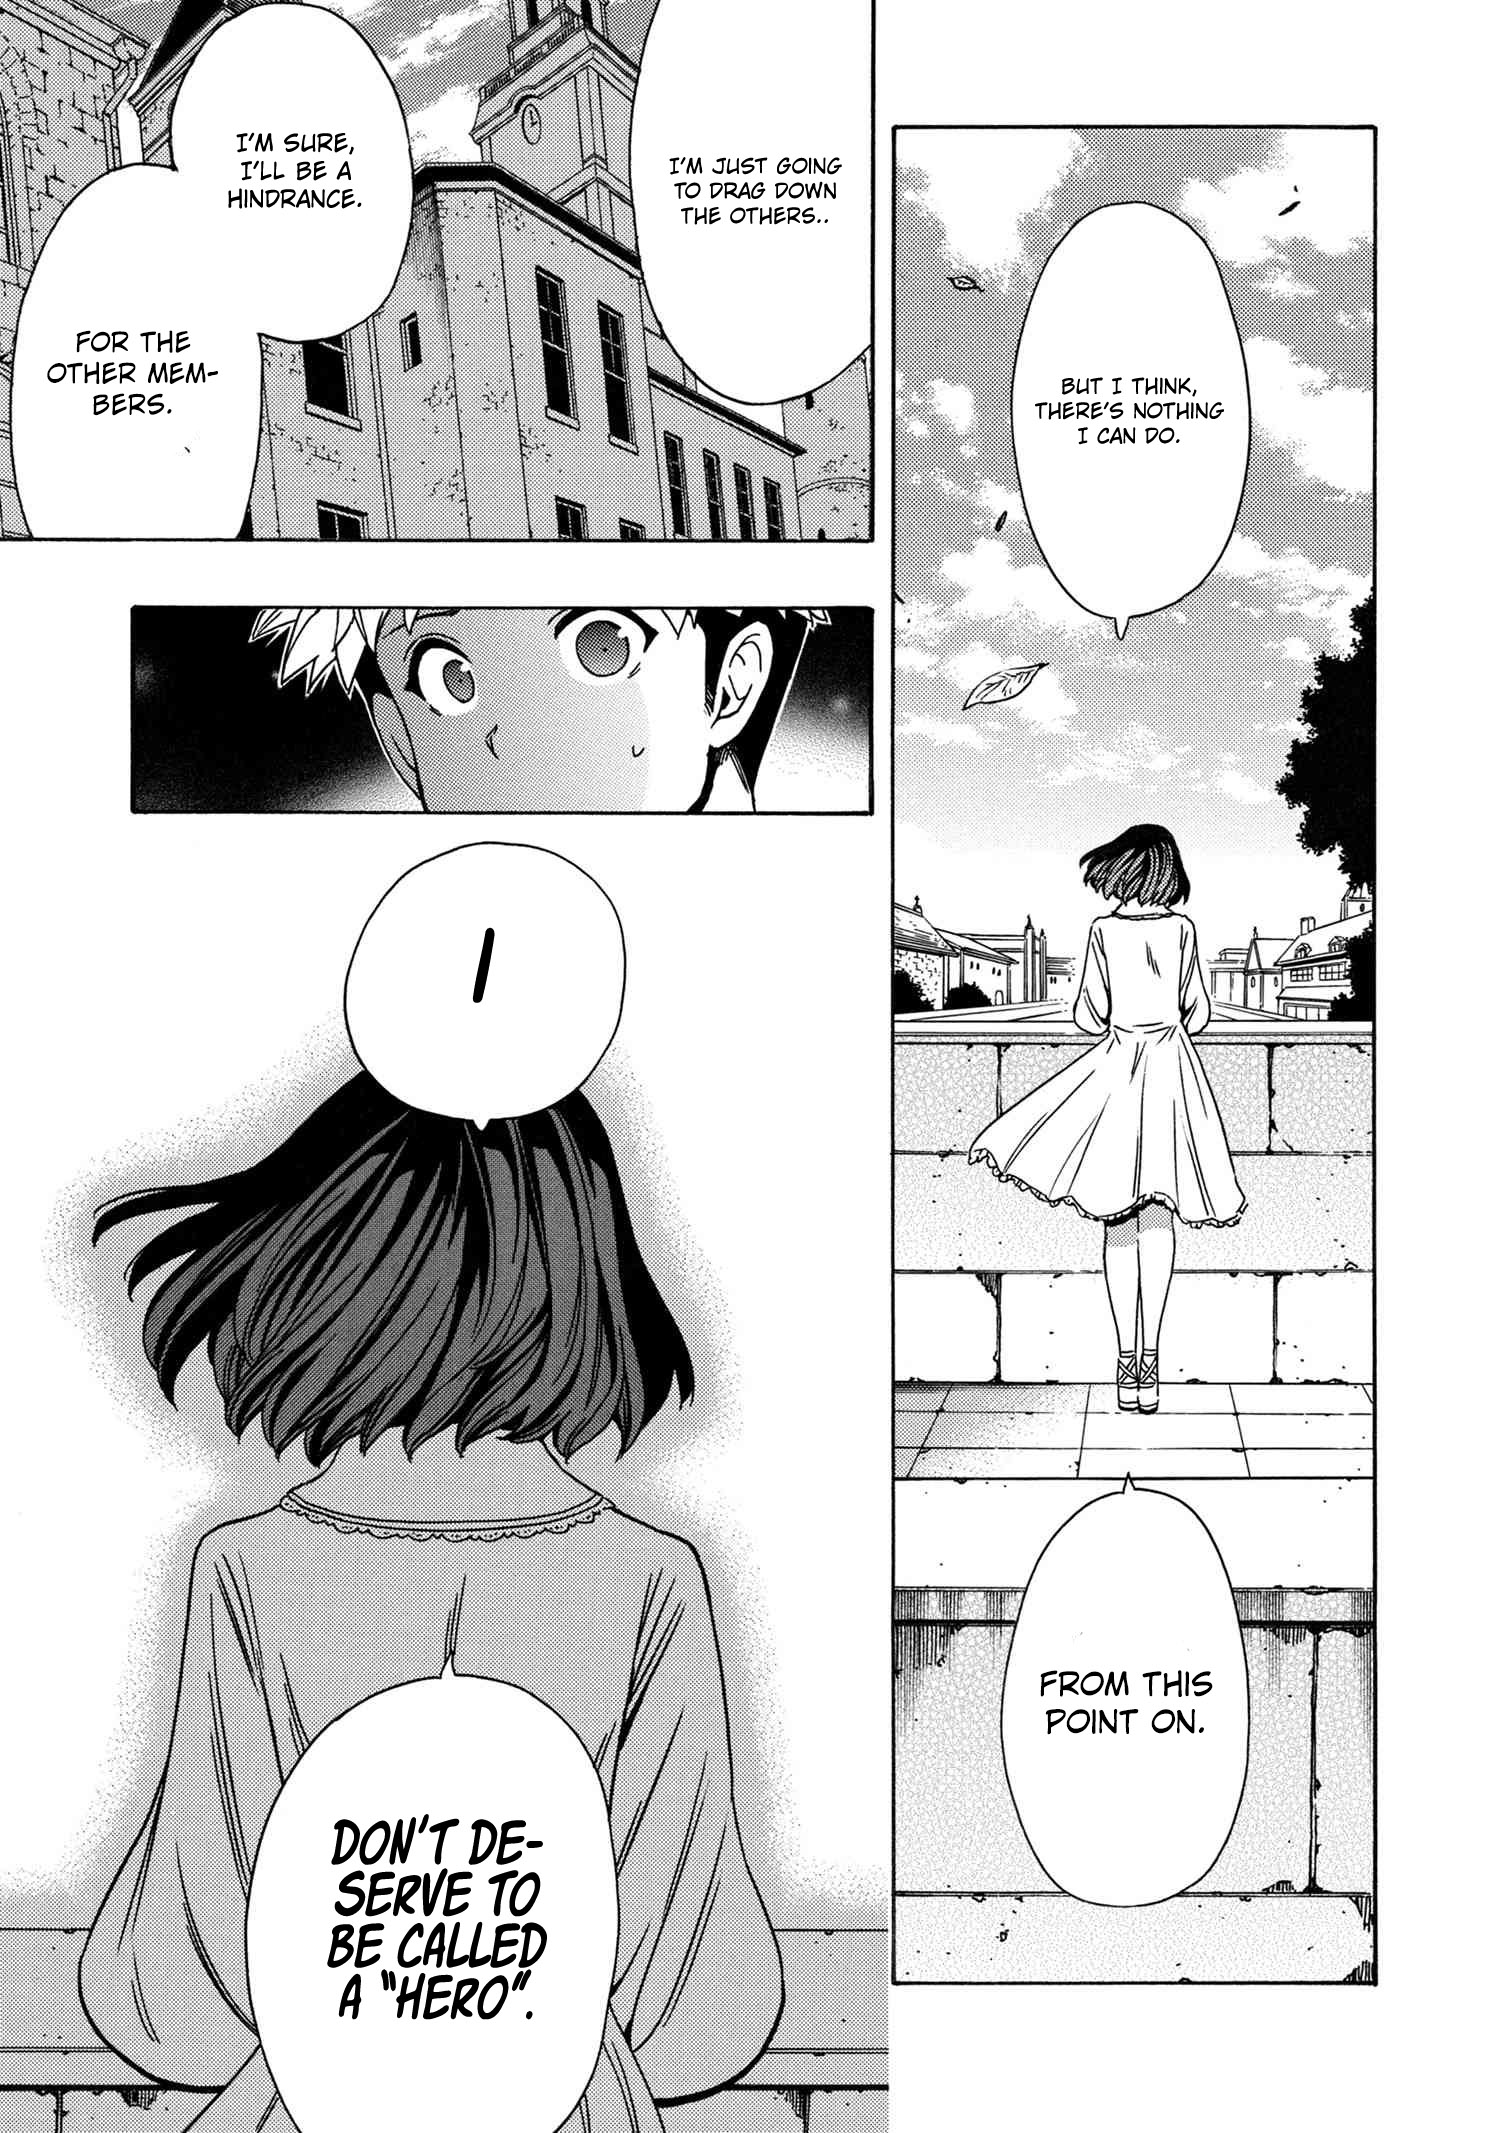 BUT I THINK,
THERE'S NOTHING
I CAN DO.
FROM THIS
POINT ON.
I'M JUST GOING
TO DRAG DOWN
THE OTHERS..
I'M SURE,
I'LL BE A
HINDRANCE.
FOR THE
OTHER MEM-
BERS.
I
DON'T DE-
SERVE TO
BE CALLED
A "HERO".